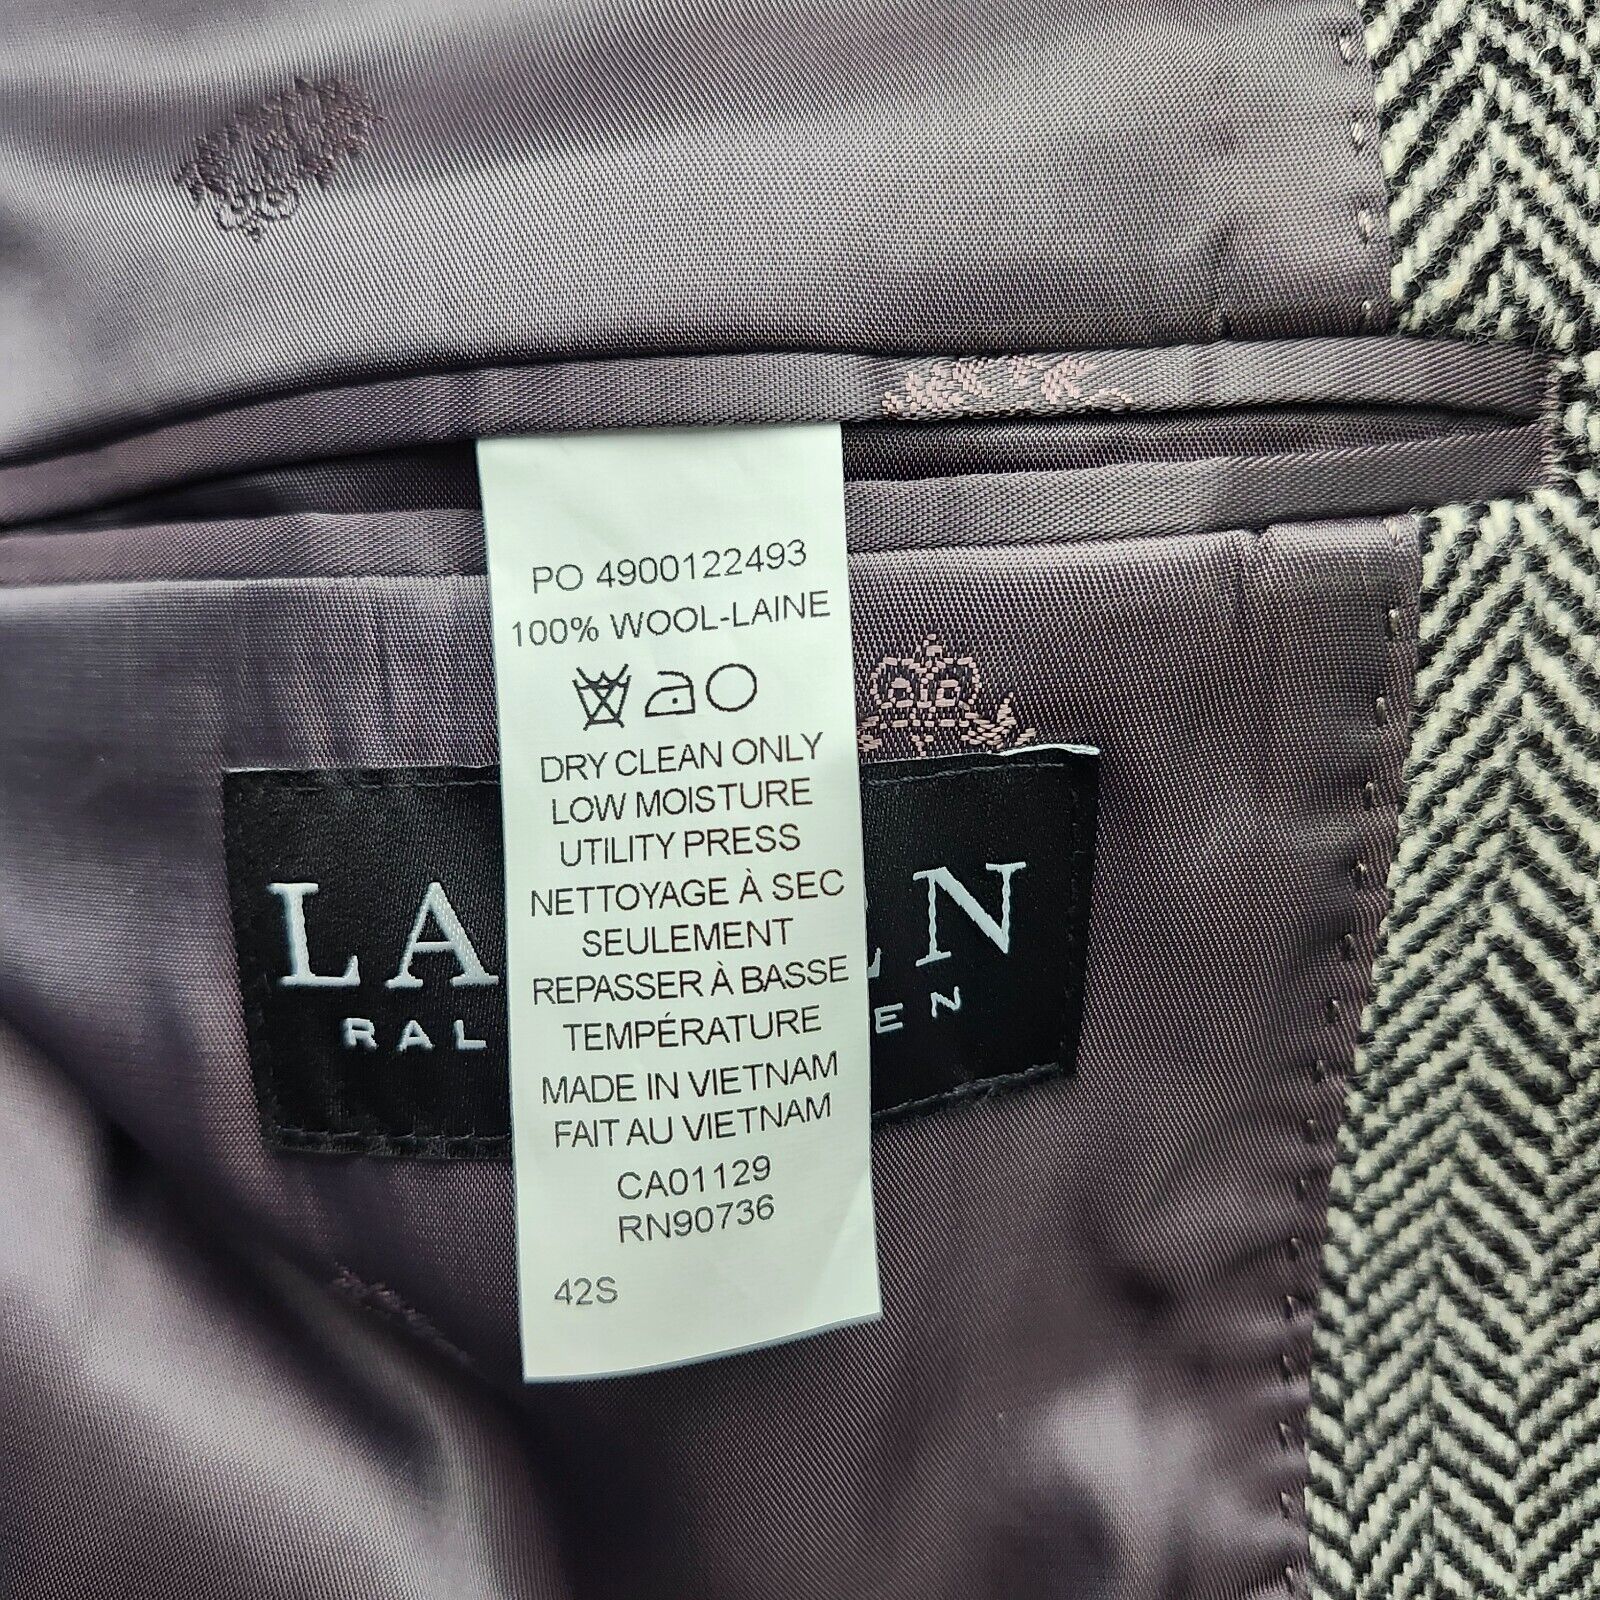 PO 4900122493
100% WOOL-LAINE
DRY CLEAN ONLY
LOW MOISTURE
UTILITY PRESS
NETTOYAGE À SEC
SEULEMENT
REPASSER À BASSE
TEMPÉRATURE
MADE IN VIETNAM
FAIT AU VIETNAM
CA01129
RN90736
42S